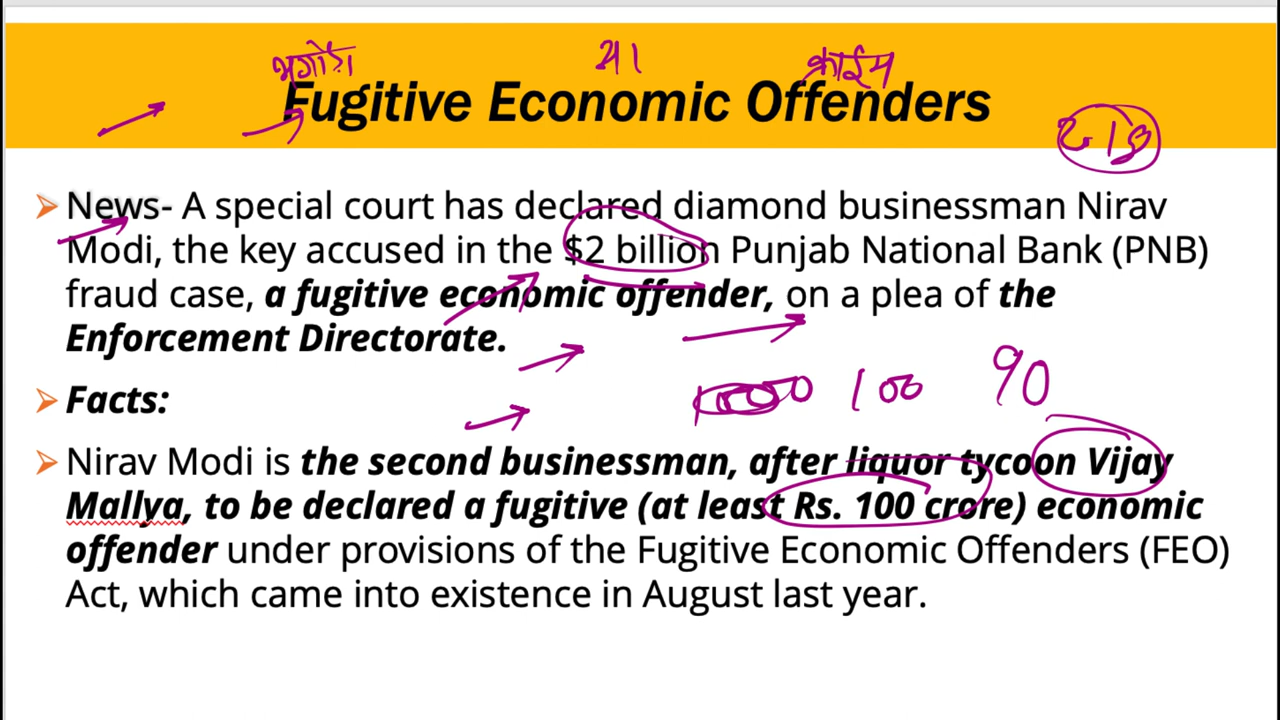 भगोड़ा
क्राईम
Fugitive Economic Offenders
News- A special court has declared diamond businessman Nirav
Modi, the key accused in the $2 billion Punjab National Bank (PNB)
fraud case, a fugitive economic offender, on a plea of the
Enforcement Directorate.
100 90
Facts:
Nirav Modi is the second businessman, after liquor tycoon Vijay
Mallya, to be declared a fugitive (at least Rs. 100 crore) economic
offender under provisions of the Fugitive Economic Offenders (FEO)
Act, which came into existence in August last year.